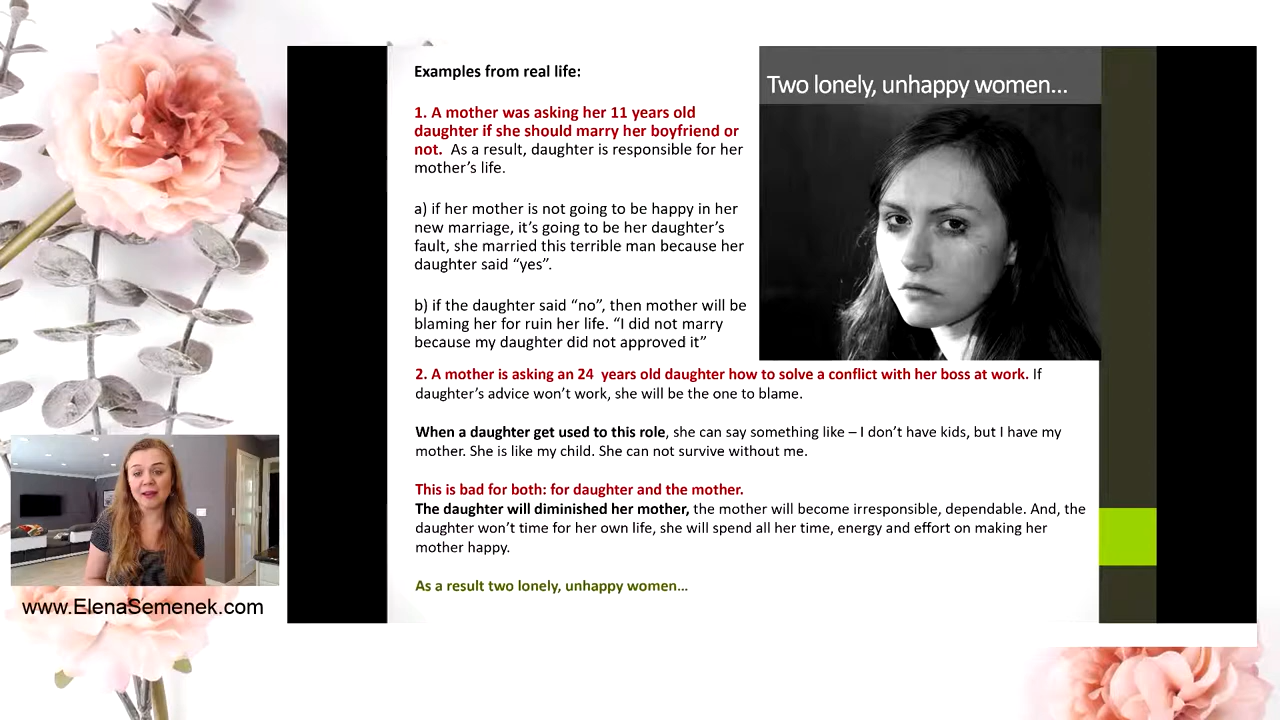 Examples from real life:
1. A mother was asking her 11 years old
daughter if she should marry her boyfriend or
not.  As a result, daughter is responsible for her
mother's life.
a) if her mother is not going to be happy in her
new marriage, it's going to be her daughter's
fault, she married this terrible man because her
daughter said “yes”.
b) if the daughter said “no”, then mother will be
blaming her for ruin her life. “I did not marry
because my daughter did not approved it”
Two lonely, unhappy women...
2. A mother is asking an 24  years old daughter how to solve a conflict with her boss at work. If
daughter's advice won't work, she will be the one to blame.
When a daughter get used to this role, she can say something like – I don't have kids, but I have my
mother. She is like my child. She can not survive without me.
This is bad for both: for daughter and the mother.
The daughter will diminished her mother, the mother will become irresponsible, dependable. And, the
daughter won't time for her own life, she will spend all her time, energy and effort on making her
mother happy.
As a result two lonely, unhappy women...
www.ElenaSemenek.com